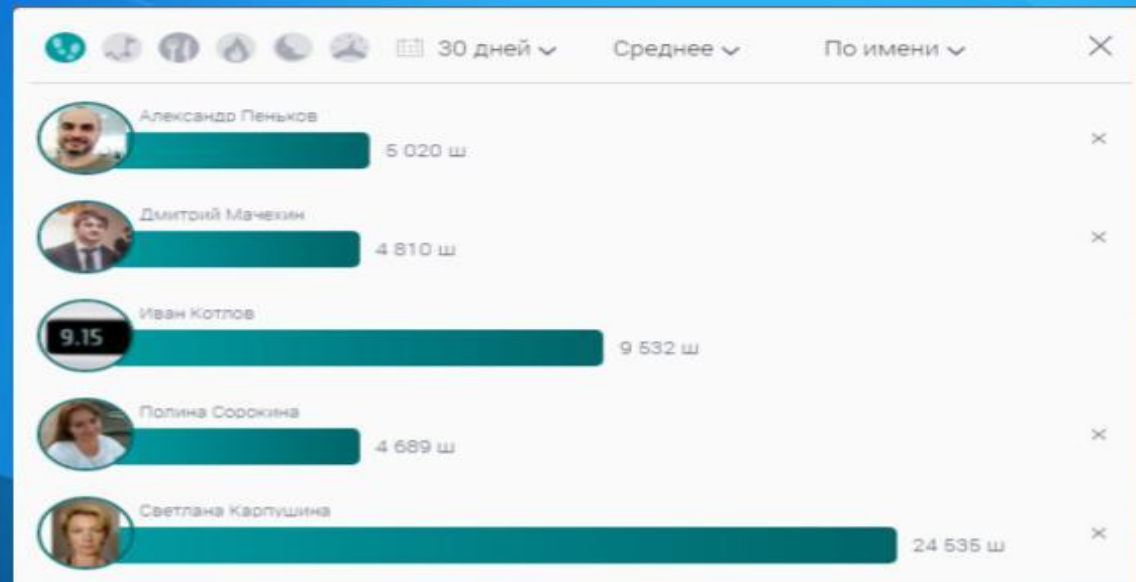 30 дней Среднее По имени
Александр Пеньков
5 020 ш
Дмитрий Мачехин
4 810 ш
Иван Котлов
9.15
9 532 ш
Полина Сорокина
4 689 ш
Светлана Карпушина
24 535 ш